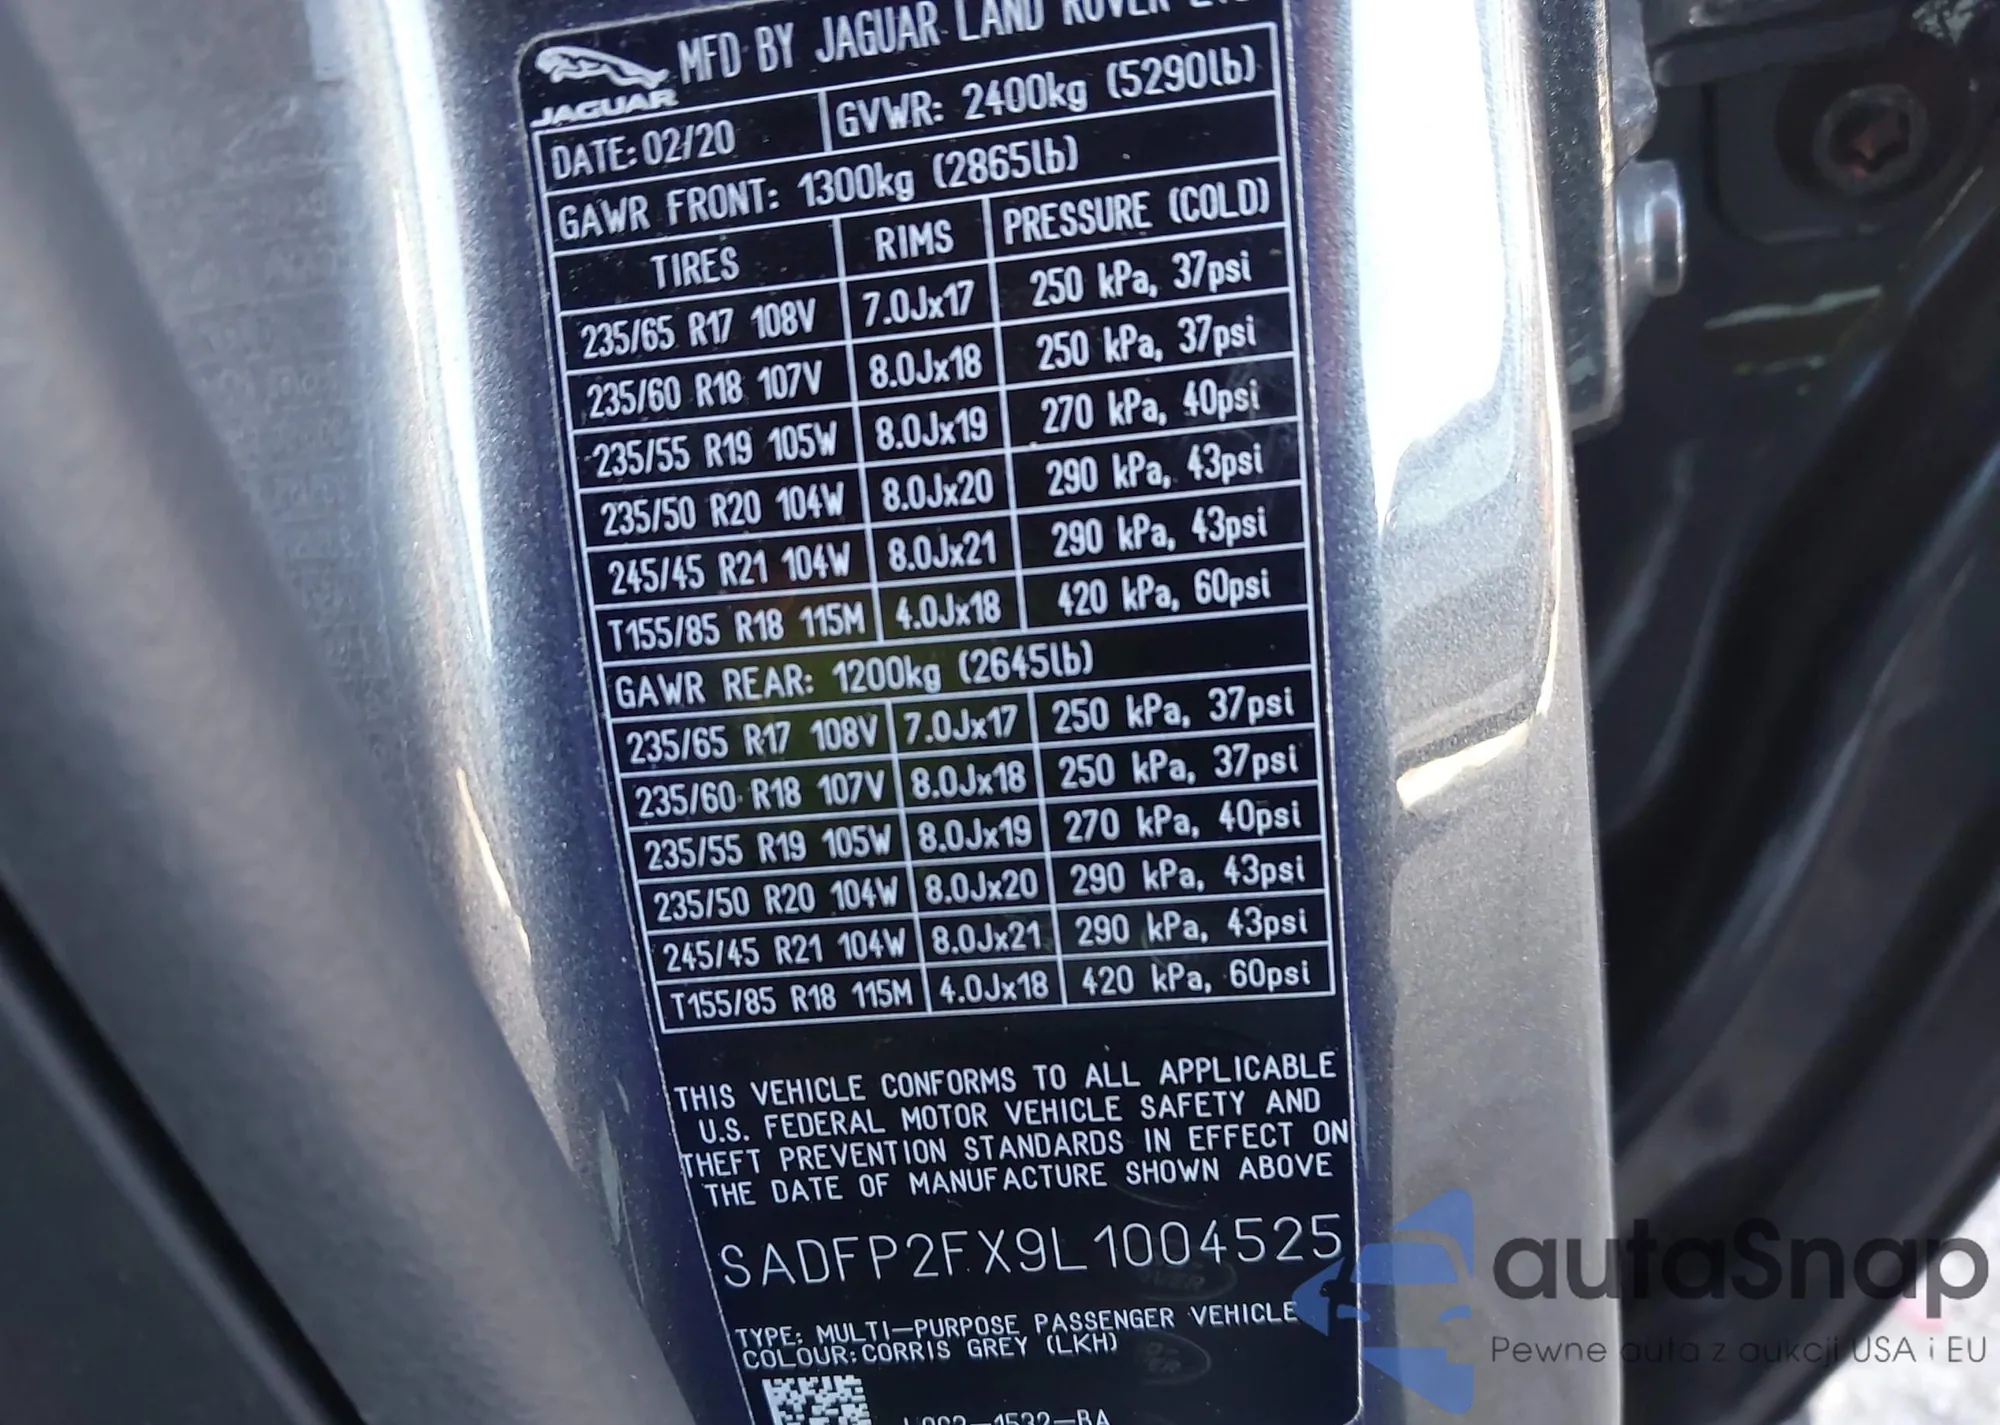 MFD BY JAGUAR LAND ROVER
JAGUAR
DATE: 02/20 GVWR: 2400kg (5290lb)
GAWR FRONT: 1300kg (2865lb)
TIRES RIMS PRESSURE (COLD)
235/65 R17 108V 7.0Jx17 250 kPa, 37psi
235/60 R18 107V 8.0Jx18 250 kPa, 37psi
235/55 R19 105W 8.0Jx19 270 kPa, 40psi
235/50 R20 104W 8.0Jx20 290 kPa, 43psi
245/45 R21 104W 8.0Jx21 290 kPa, 43psi
T155/85 R18 115M 4.0Jx18 420 kPa, 60psi
GAWR REAR: 1200kg (2645lb)
235/65 R17 108V 7.0Jx17 250 kPa, 37psi
235/60 R18 107V 8.0Jx18 250 kPa, 37psi
235/55 R19 105W 8.0Jx19 270 kPa, 40psi
235/50 R20 104W 8.0Jx20 290 kPa, 43psi
245/45 R21 104W 8.0Jx21 290 kPa, 43psi
T155/85 R18 115M 4.0Jx18 420 kPa, 60psi
THIS VEHICLE CONFORMS TO ALL APPLICABLE
U.S. FEDERAL MOTOR VEHICLE SAFETY AND
THEFT PREVENTION STANDARDS IN EFFECT ON
THE DATE OF MANUFACTURE SHOWN ABOVE
SADFP2FX9L1004525
TYPE: MULTI-PURPOSE PASSENGER VEHICLE
COLOUR: CORRIS GREY (LKH)
autaSnap
Pewne auta z aukcji USA i EU